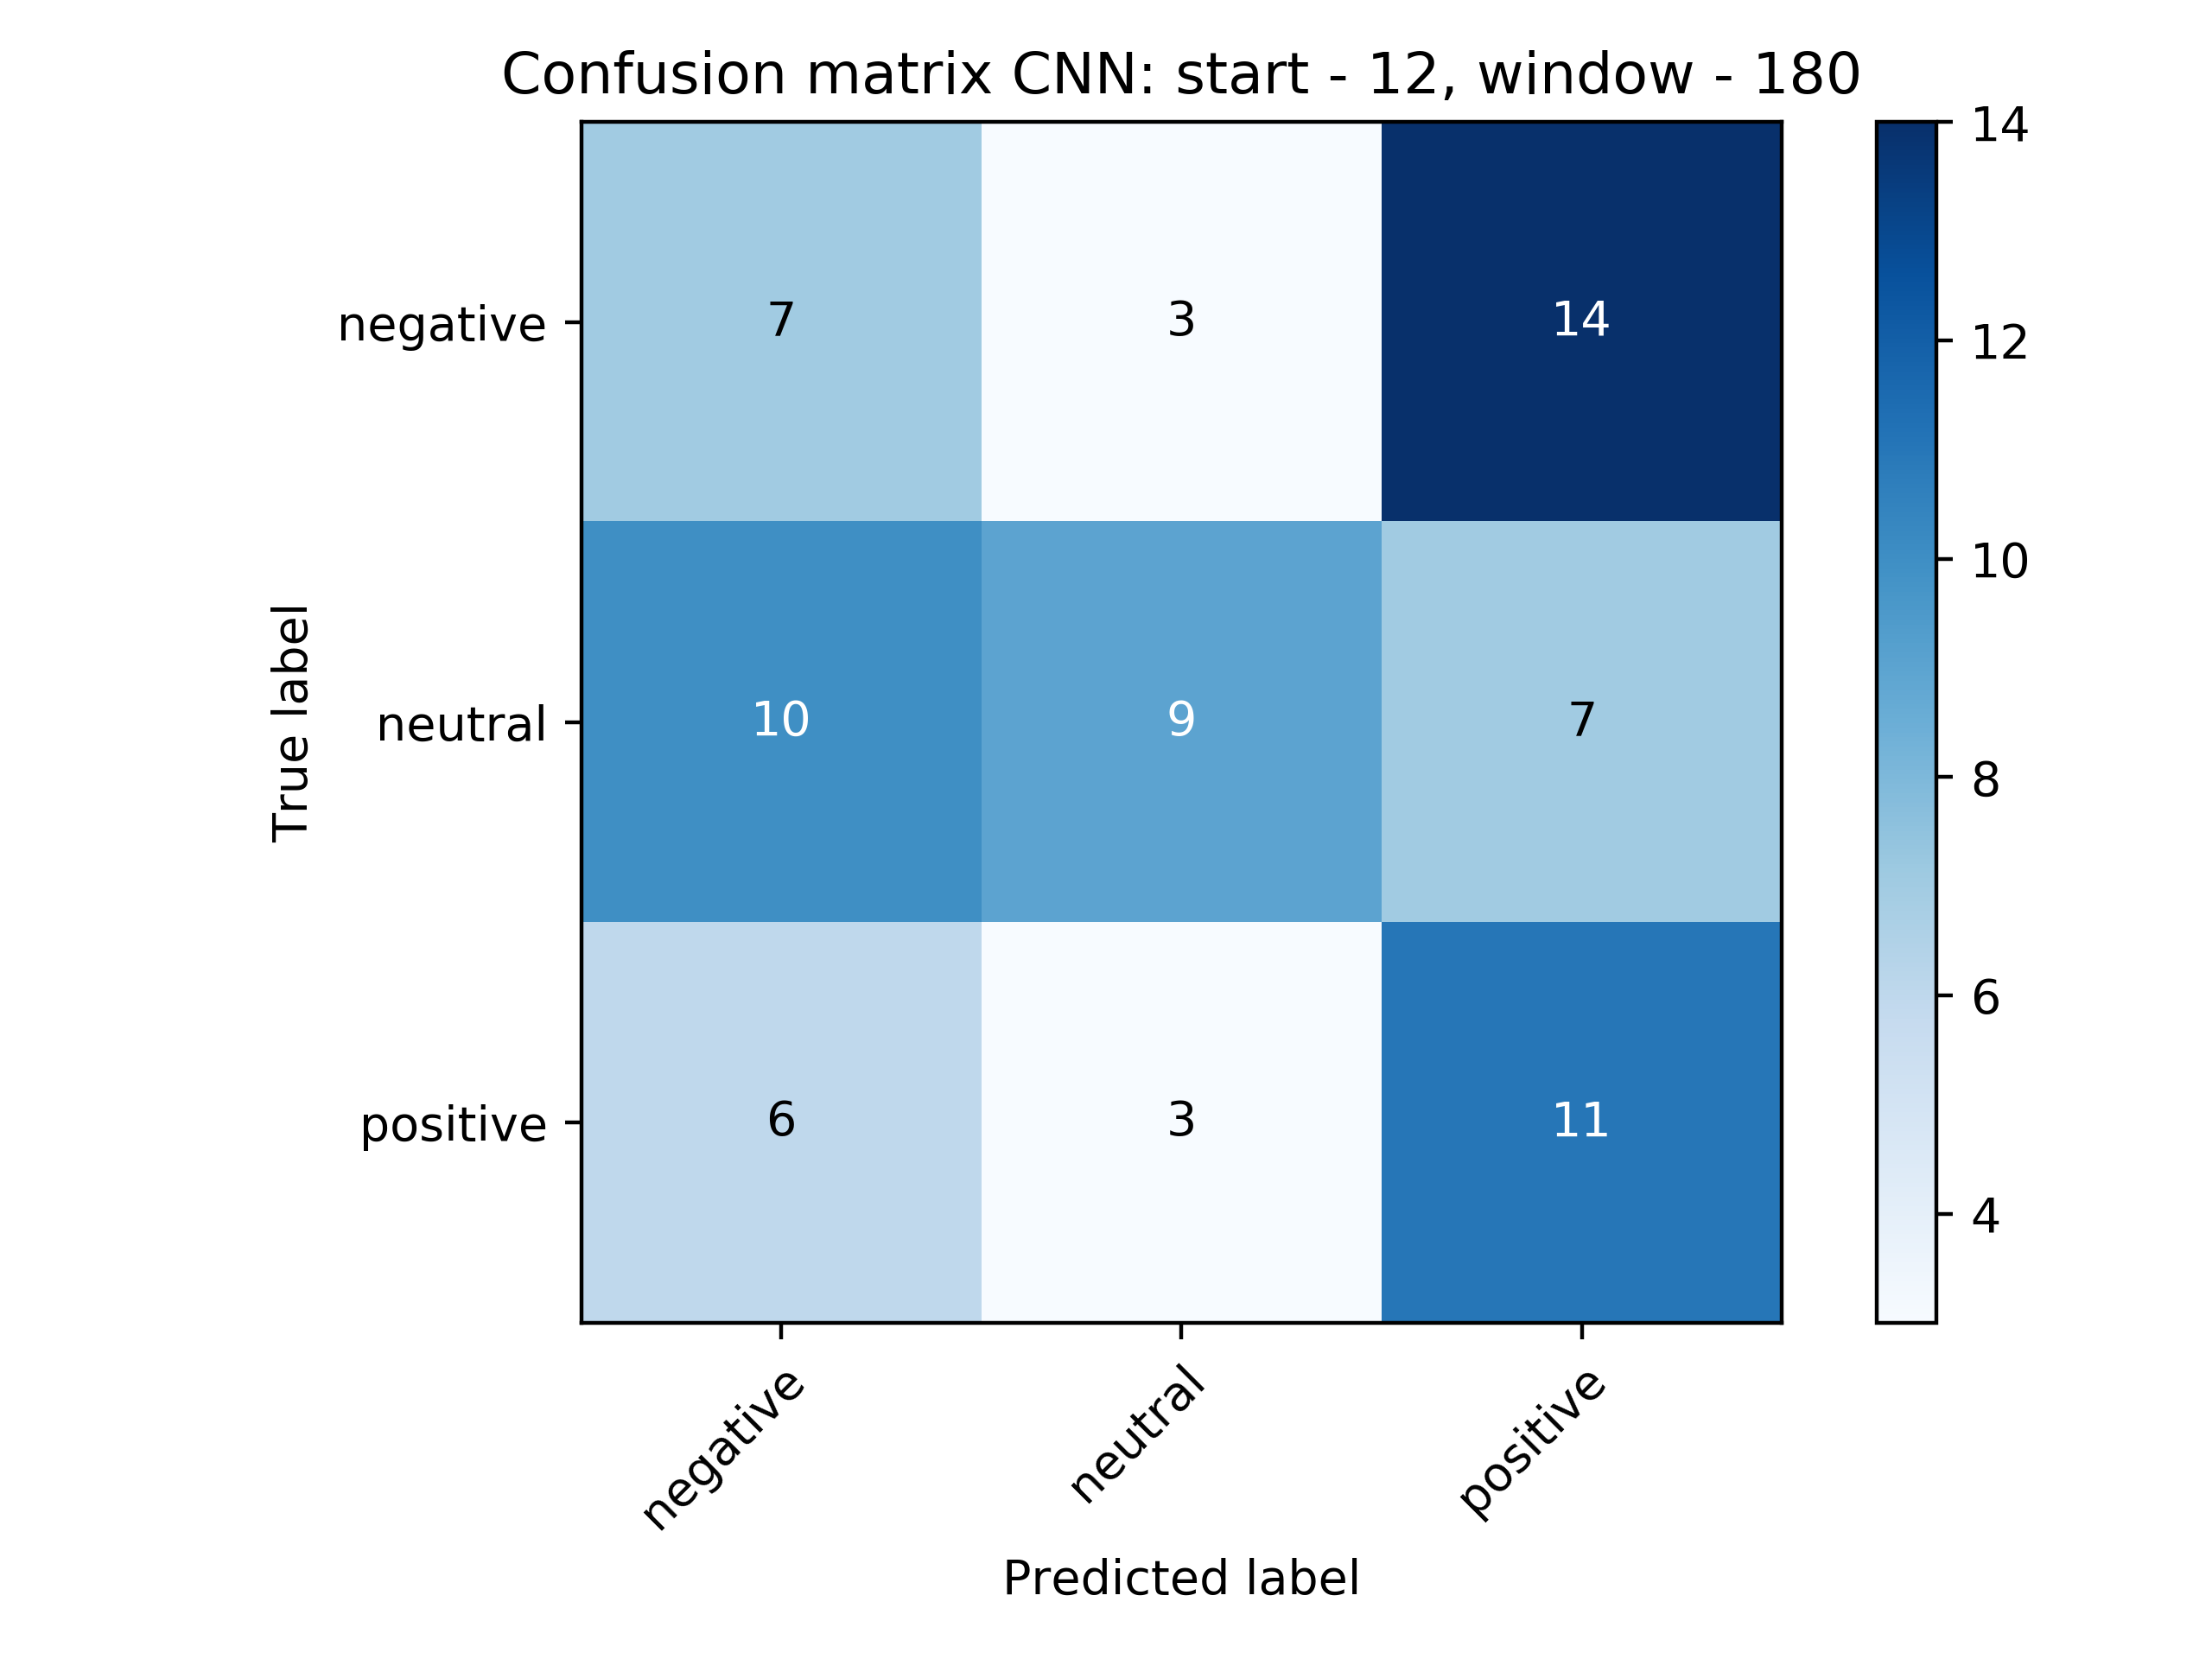 Confusion matrix CNN: start - 12, window - 180
14
12
10
8
6
4
True label
negative
neutral
positive
7 3 14
10 9 7
6 3 11
negative
neutral
positive
Predicted label